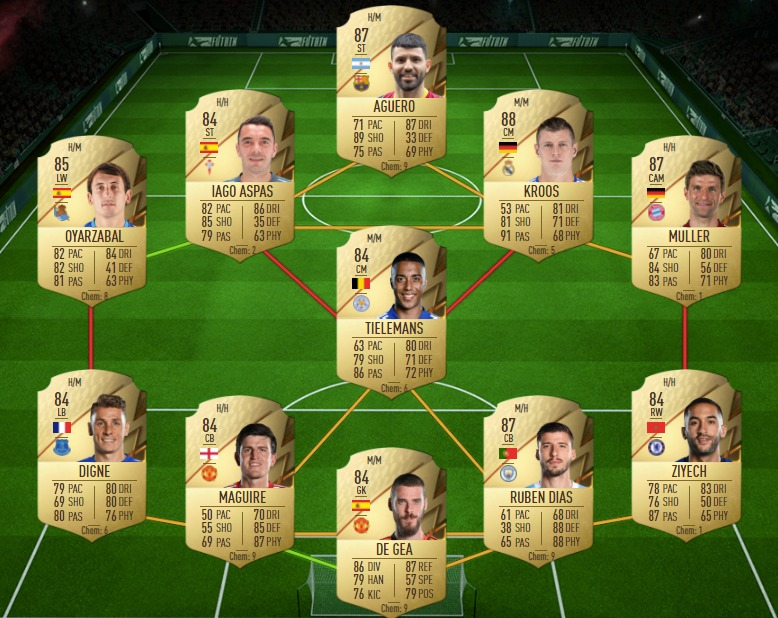 FUTBIN
FUTBIN
FUTBIN
H/M
87
ST
AGUERO
71 PAC 87 DRI
89 SHO 33 DEF
75 PAS 69 PHY
Chem: 9
H/H
84
ST
IAGO ASPAS
82 PAC 86 DRI
85 SHO 35 DEF
79 PAS 63 PHY
Chem: 2
M/M
88
CM
KROOS
53 PAC 81 DRI
81 SHO 71 DEF
91 PAS 68 PHY
Chem: 5
H/M
85
LW
OYARZABAL
82 PAC 84 DRI
82 SHO 41 DEF
81 PAS 63 PHY
Chem: 8
H/H
87
CAM
MULLER
67 PAC 80 DRI
84 SHO 56 DEF
83 PAS 71 PHY
Chem: 1
M/M
84
CM
TIELEMANS
63 PAC 80 DRI
79 SHO 71 DEF
86 PAS 72 PHY
Chem: 6
H/M
84
LB
DIGNE
79 PAC 80 DRI
69 SHO 80 DEF
80 PAS 76 PHY
Chem: 6
H/H
84
CB
MAGUIRE
50 PAC 70 DRI
55 SHO 85 DEF
69 PAS 87 PHY
Chem: 9
M/M
84
GK
DE GEA
86 DIV 87 REF
79 HAN 57 SPE
76 KIC 79 POS
Chem: 9
M/H
87
CB
RUBEN DIAS
61 PAC 68 DRI
38 SHO 88 DEF
65 PAS 88 PHY
Chem: 9
H/H
84
RW
ZIYECH
78 PAC 83 DRI
76 SHO 50 DEF
87 PAS 65 PHY
Chem: 1